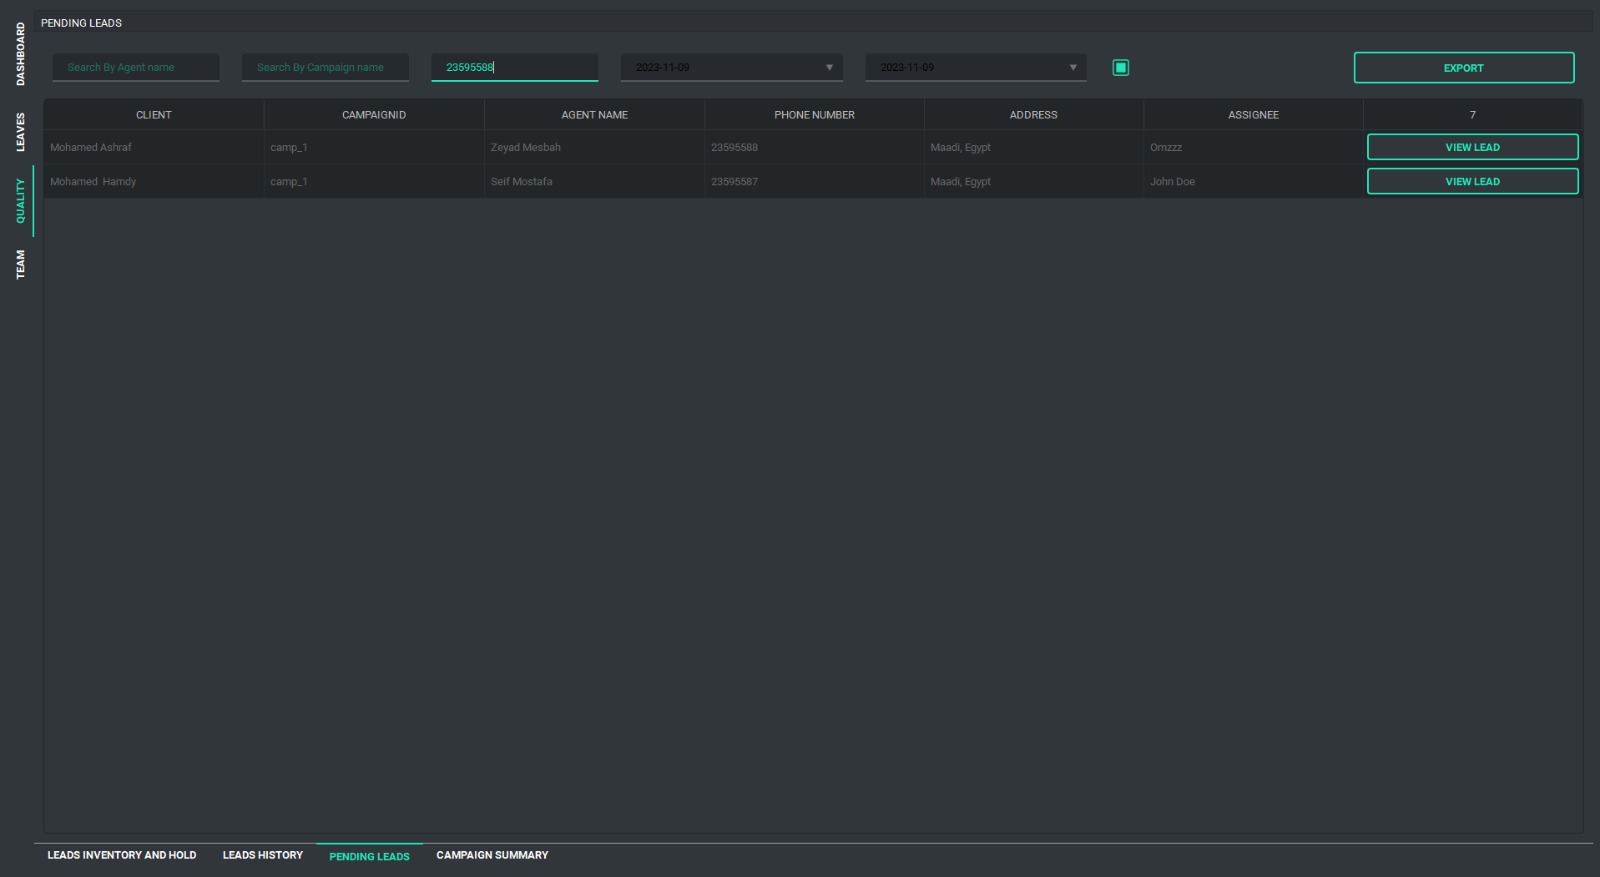 PENDING LEADS
DASHBOARD
LEAVES
QUALITY
TEAM
Search By Agent name
Search By Campaign name
23595588
2023-11-09
2023-11-09
EXPORT
CLIENT CAMPAIGNID AGENT NAME PHONE NUMBER ADDRESS ASSIGNEE 7
Mohamed Ashraf camp_1 Zeyad Mesbah 23595588 Maadi, Egypt Omzzz VIEW LEAD
Mohamed  Hamdy camp_1 Seif Mostafa 23595587 Maadi, Egypt John Doe VIEW LEAD
LEADS INVENTORY AND HOLD LEADS HISTORY PENDING LEADS CAMPAIGN SUMMARY